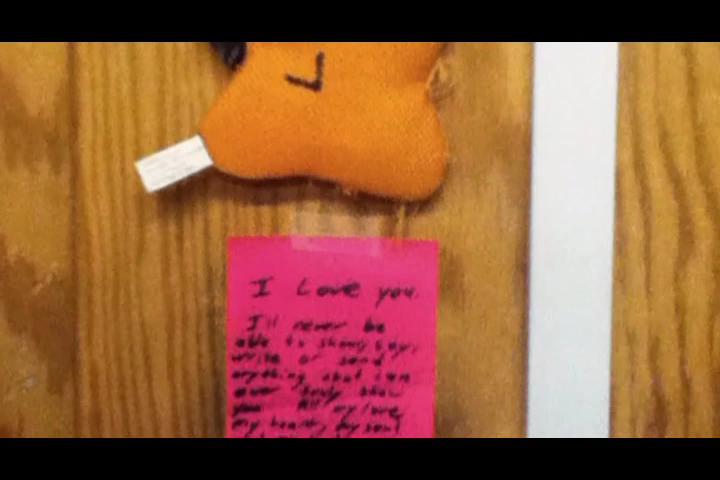 L
I Love you.
I'll never be
able to show, say,
write or send
anything that can
ever truly show
you. All my love,
my heart, my soul